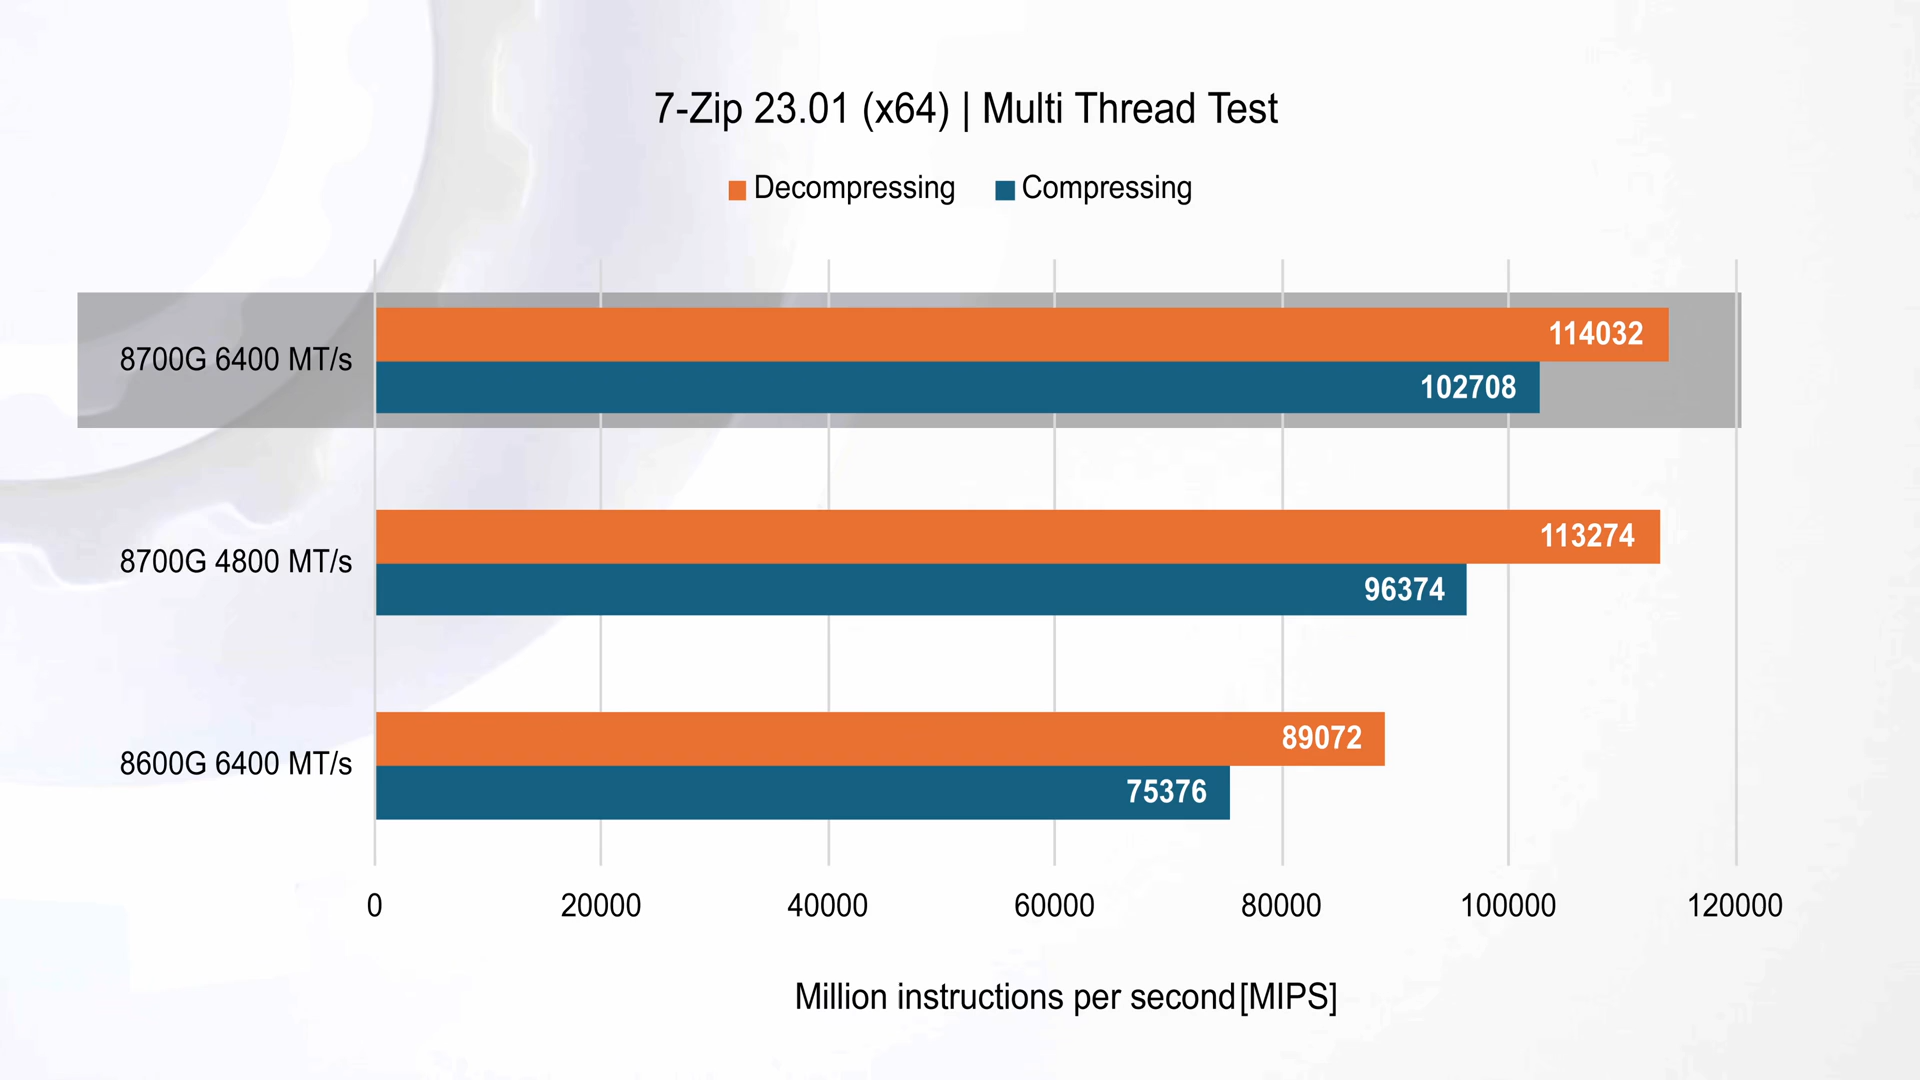 7-Zip 23.01 (x64) | Multi Thread Test
Decompressing Compressing
8700G 6400 MT/s
114032
102708
8700G 4800 MT/s
113274
96374
8600G 6400 MT/s
89072
75376
0 20000 40000 60000 80000 100000 120000
Million instructions per second [MIPS]